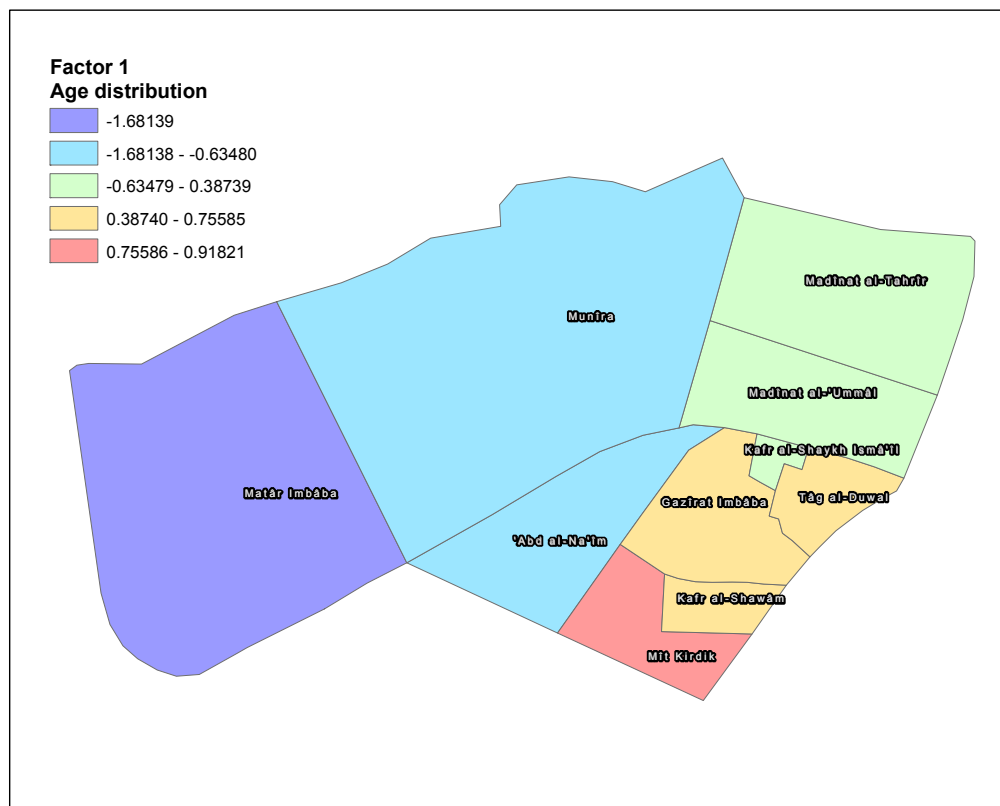 Factor 1
Age distribution
-1.68139
-1.68138 - -0.63480
-0.63479 - 0.38739
0.38740 - 0.75585
0.75586 - 0.91821
Madînat al-Tahrîr
Munîra
Madînat al-'Ummâl
Kafr al-Shaykh Ismâ'îl
Matâr Imbâba
Gazîrat Imbâba
Tâg al-Duwal
'Abd al-Na'îm
Kafr al-Shawâm
Mît Kirdik